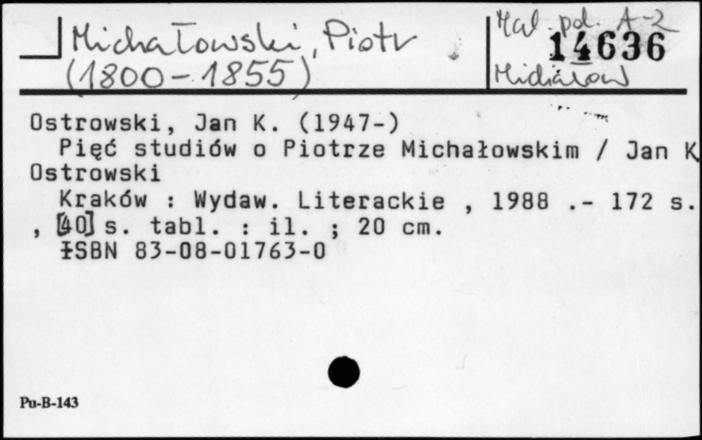 Michałowski, Piotr
(1800-1855)
Mal. pol. A-2
14636
Ostrowski, Jan K. (1947-)
Pięć studiów o Piotrze Michałowskim / Jan K.
Ostrowski
Kraków : Wydaw. Literackie , 1988 .- 172 s.
, [40] s. tabl. : il. ; 20 cm.
ISBN 83-08-01763-0
Pu-B-143